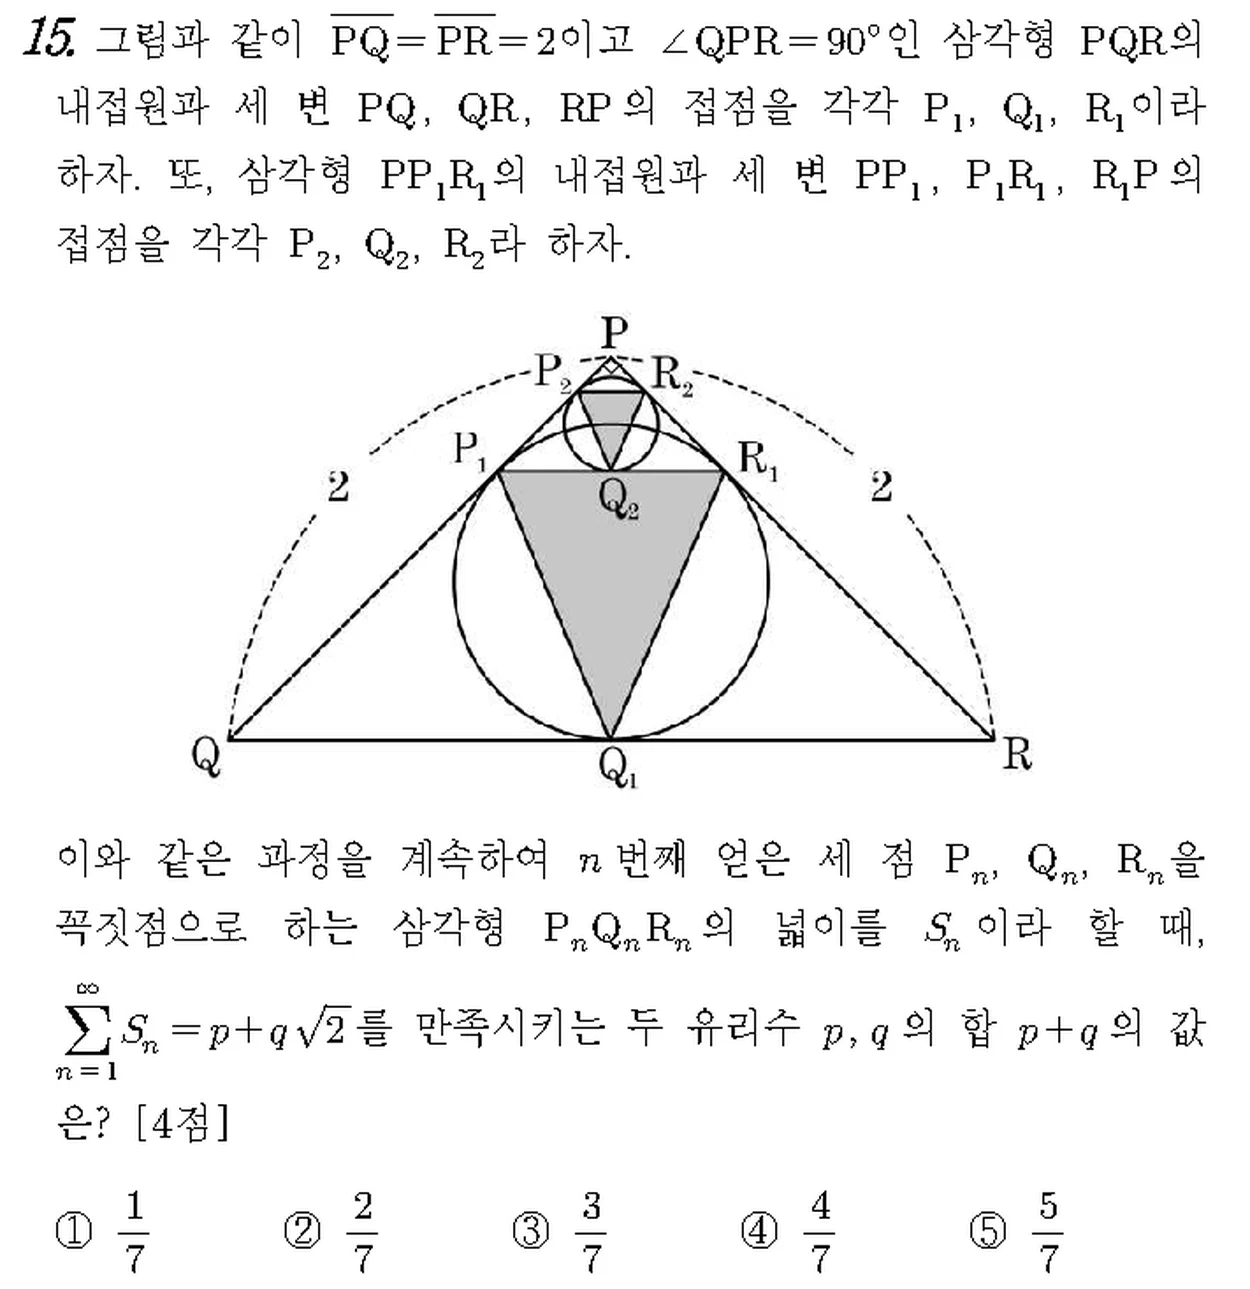 15. 그림과 같이 PQ=PR=2이고 ∠QPR=90°인 삼각형 PQR의
내접원과 세 변 PQ, QR, RP의 접점을 각각 P₁, Q₁, R₁이라
하자. 또, 삼각형 PP₁R₁의 내접원과 세 변 PP₁, P₁R₁, R₁P의
접점을 각각 P₂, Q₂, R₂라 하자.
P
P₂ R₂
P₁ R₁
2 2
Q₂
Q R
Q₁
이와 같은 과정을 계속하여 n번째 얻은 세 점 Pₙ, Qₙ, Rₙ을
꼭짓점으로 하는 삼각형 PₙQₙRₙ의 넓이를 Sₙ이라 할 때,
∞
∑ Sₙ = p+q√2를 만족시키는 두 유리수 p, q의 합 p+q의 값
n=1
은? [4점]
① 1/7 ② 2/7 ③ 3/7 ④ 4/7 ⑤ 5/7